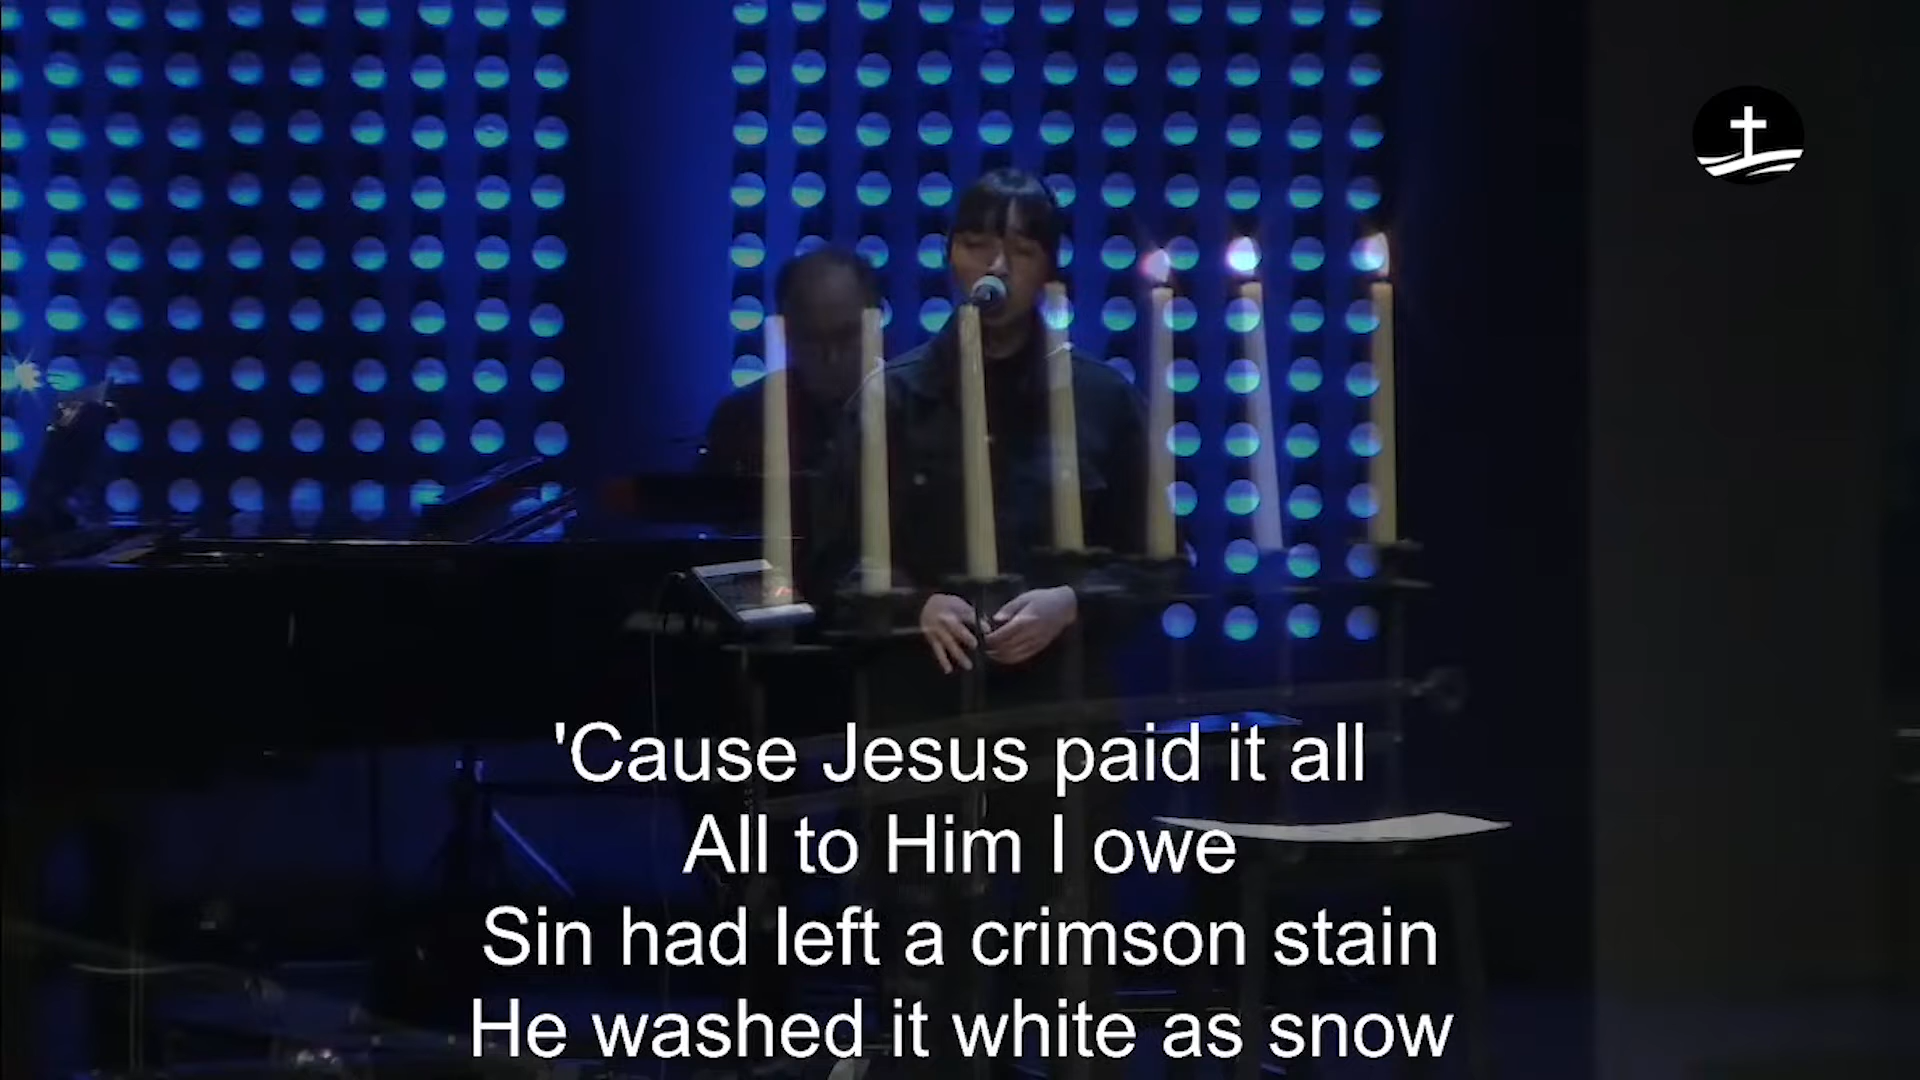 'Cause Jesus paid it all
All to Him I owe
Sin had left a crimson stain
He washed it white as snow